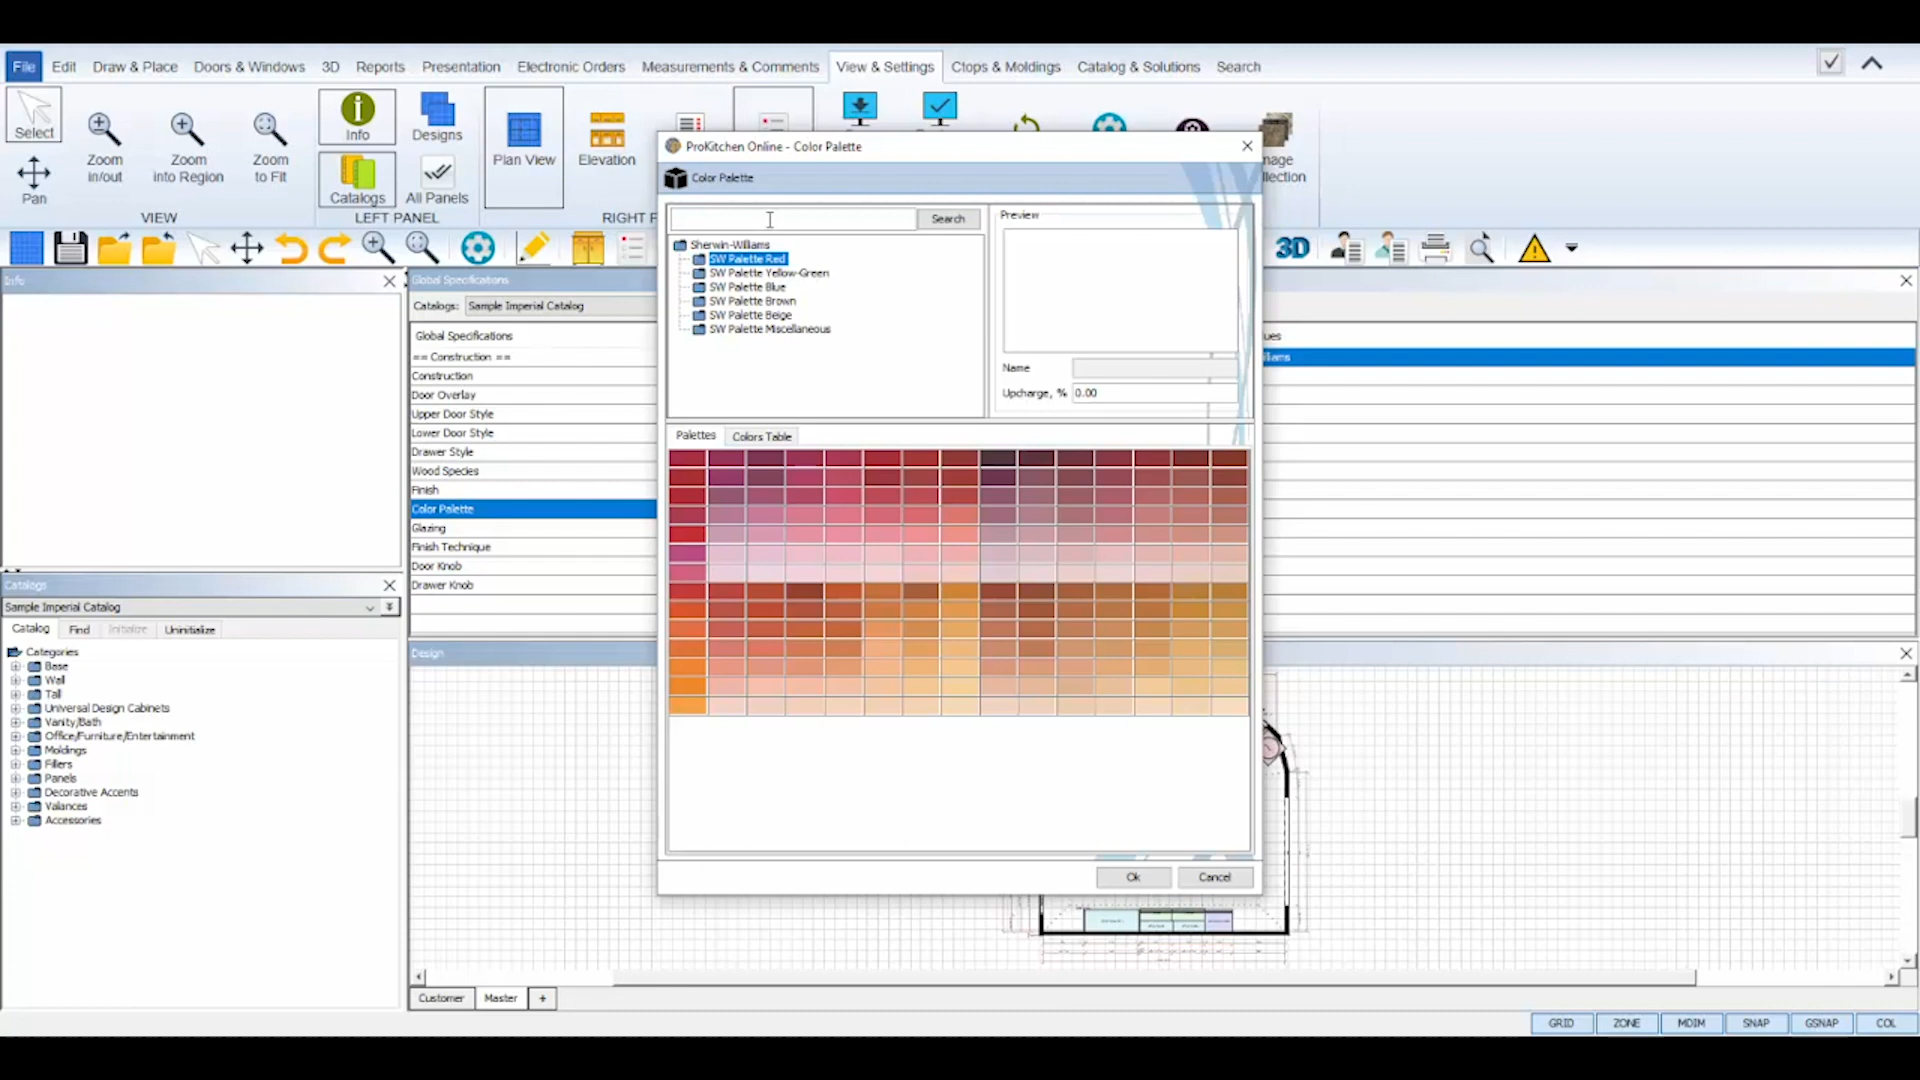 File Edit Draw & Place Doors & Windows 3D Reports Presentation Electronic Orders Measurements & Comments View & Settings Ctops & Moldings Catalog & Solutions Search
Select
Pan
Zoom in/out
Zoom into Region
Zoom to Fit
VIEW
Info
Catalogs
Designs
All Panels
LEFT PANEL
Plan View
Elevation
RIGHT
3D
ProKitchen Online - Color Palette
Color Palette
Search
Sherwin-Williams
SW Palette Red
SW Palette Yellow-Green
SW Palette Blue
SW Palette Brown
SW Palette Beige
SW Palette Miscellaneous
Preview
Name
Upcharge, % 0.00
Palettes Colors Table
Ok Cancel
Info
Global Specifications
Catalogs: Sample Imperial Catalog
Global Specifications
== Construction ==
Construction
Door Overlay
Upper Door Style
Lower Door Style
Drawer Style
Wood Species
Finish
Color Palette
Glazing
Finish Technique
Door Knob
Drawer Knob
Catalogs
Sample Imperial Catalog
Catalog Find Initialize Uninitialize
Categories
Base
Wall
Tall
Universal Design Cabinets
Vanity/Bath
Office/Furniture/Entertainment
Moldings
Fillers
Panels
Decorative Accents
Valances
Accessories
Design
Customer Master +
GRID ZONE MDIM SNAP GSNAP COL